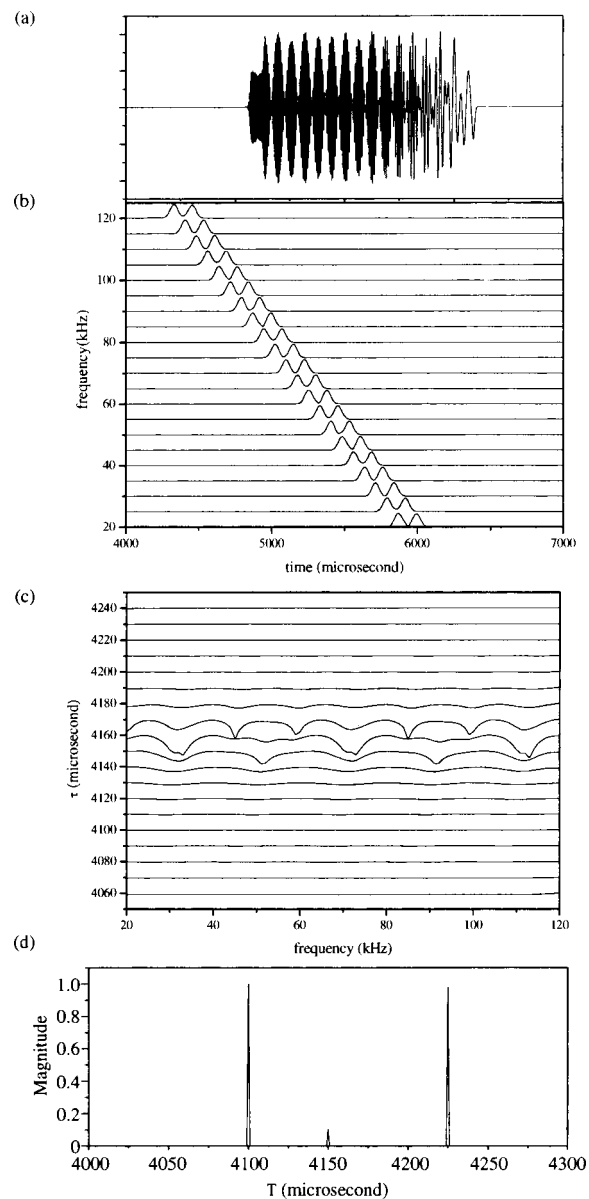 (a)
(b)
120
100
80
60
40
20
frequency(kHz)
4000 5000 6000 7000
time (microsecond)
(c)
4240
4220
4200
4180
4160
4140
4120
4100
4080
4060
τ (microsecond)
20 40 60 80 100 120
frequency (kHz)
(d)
1.0
0.8
0.6
0.4
0.2
0
Magnitude
4000 4050 4100 4150 4200 4250 4300
T (microsecond)